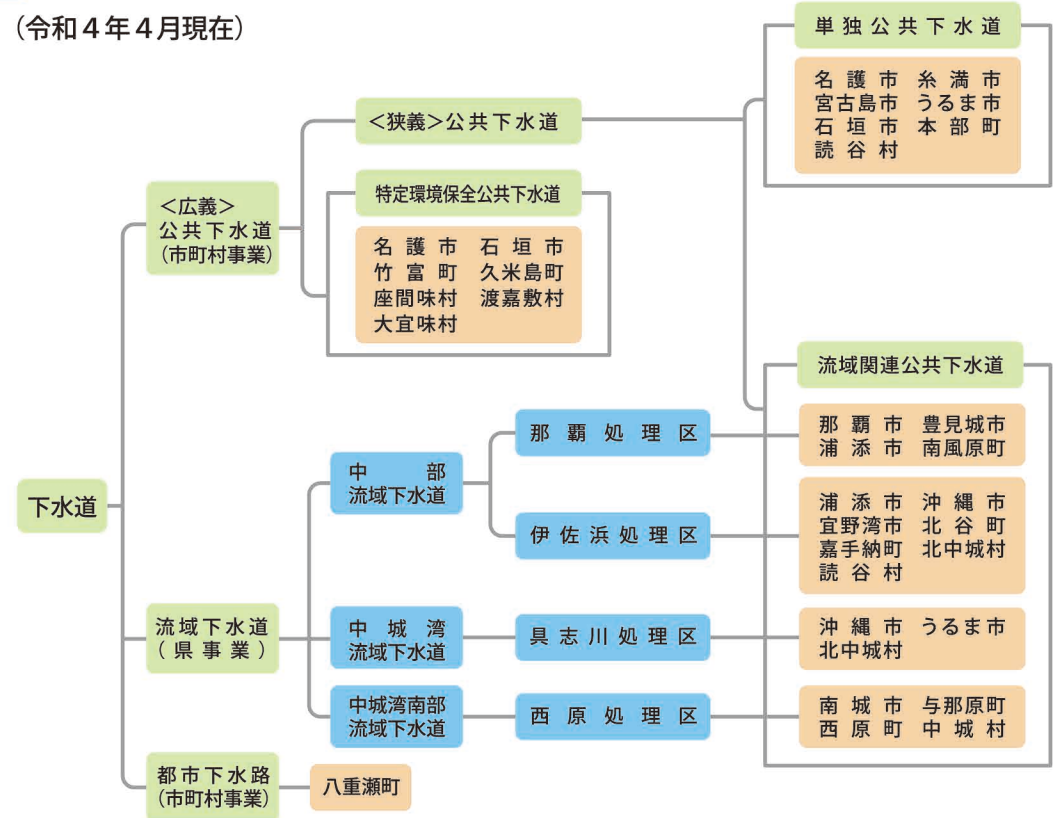 (令和4年4月現在)
下水道
<広義>
公共下水道
(市町村事業)
<狭義>公共下水道
特定環境保全公共下水道
名護市 石垣市
竹富町 久米島町
座間味村 渡嘉敷村
大宜味村
単独公共下水道
名護市 糸満市
宮古島市 うるま市
石垣市 本部町
読谷村
流域関連公共下水道
那覇市 豊見城市
浦添市 南風原町
浦添市 沖縄市
宜野湾市 北谷町
嘉手納町 北中城村
読谷村
沖縄市 うるま市
北中城村
南城市 与那原町
西原町 中城村
流域下水道
(県事業)
中部
流域下水道
那覇処理区
伊佐浜処理区
中城湾
流域下水道
具志川処理区
中城湾南部
流域下水道
西原処理区
都市下水路
(市町村事業)
八重瀬町